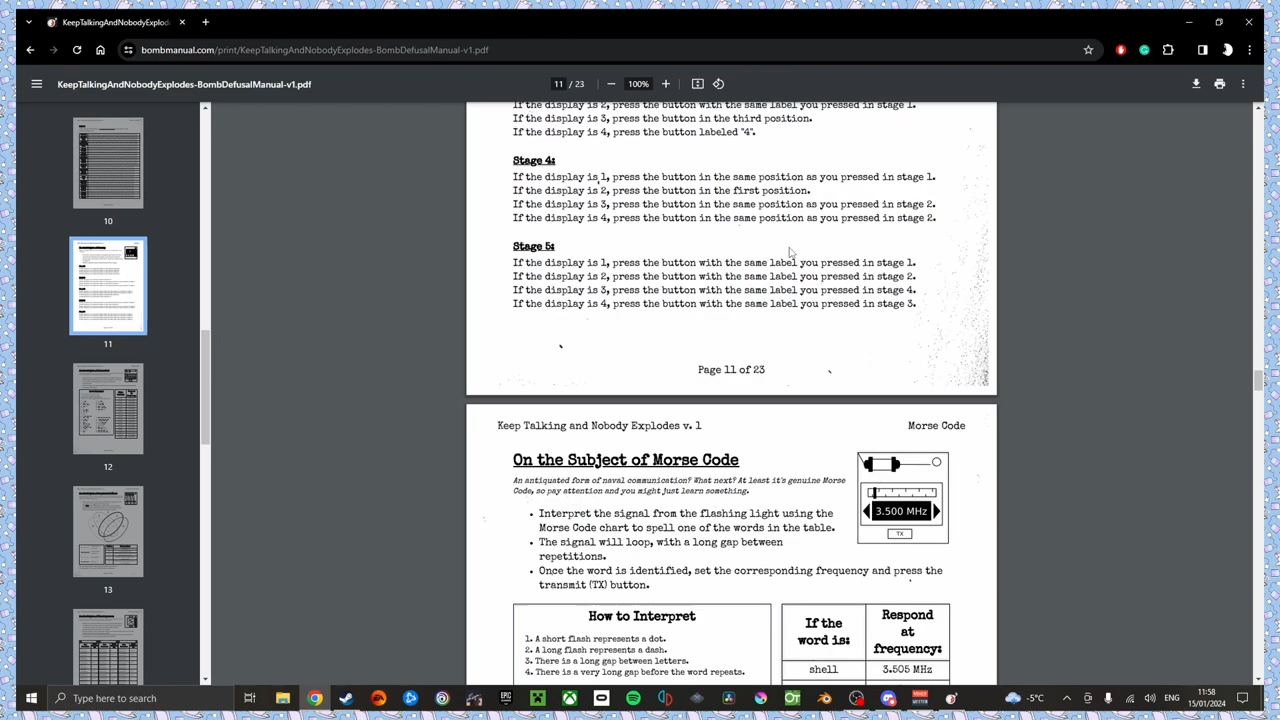 KeepTalkingAndNobodyExplod
bombmanual.com/print/KeepTalkingAndNobodyExplodes-BombDefusalManual-v1.pdf
KeepTalkingAndNobodyExplodes-BombDefusalManual-v1.pdf
11 / 23
100%
10
11
12
13
If the display is 2, press the button with the same label you pressed in stage 1.
If the display is 3, press the button in the third position.
If the display is 4, press the button labeled "4".
Stage 4:
If the display is 1, press the button in the same position as you pressed in stage 1.
If the display is 2, press the button in the first position.
If the display is 3, press the button in the same position as you pressed in stage 2.
If the display is 4, press the button in the same position as you pressed in stage 2.
Stage 5:
If the display is 1, press the button with the same label you pressed in stage 1.
If the display is 2, press the button with the same label you pressed in stage 2.
If the display is 3, press the button with the same label you pressed in stage 4.
If the display is 4, press the button with the same label you pressed in stage 3.
Page 11 of 23
Keep Talking and Nobody Explodes v. 1
Morse Code
On the Subject of Morse Code
An antiquated form of naval communication? What next? At least it's genuine Morse
Code, so pay attention and you might just learn something.
• Interpret the signal from the flashing light using the
Morse Code chart to spell one of the words in the table.
• The signal will loop, with a long gap between
repetitions.
• Once the word is identified, set the corresponding frequency and press the
transmit (TX) button.
3.500 MHz
TX
How to Interpret
1. A short flash represents a dot.
2. A long flash represents a dash.
3. There is a long gap between letters.
4. There is a very long gap before the word repeats.
If the
word is:
Respond
at
frequency:
shell
3.505 MHz
Type here to search
-5°C
ENG
11:58
15/01/2024